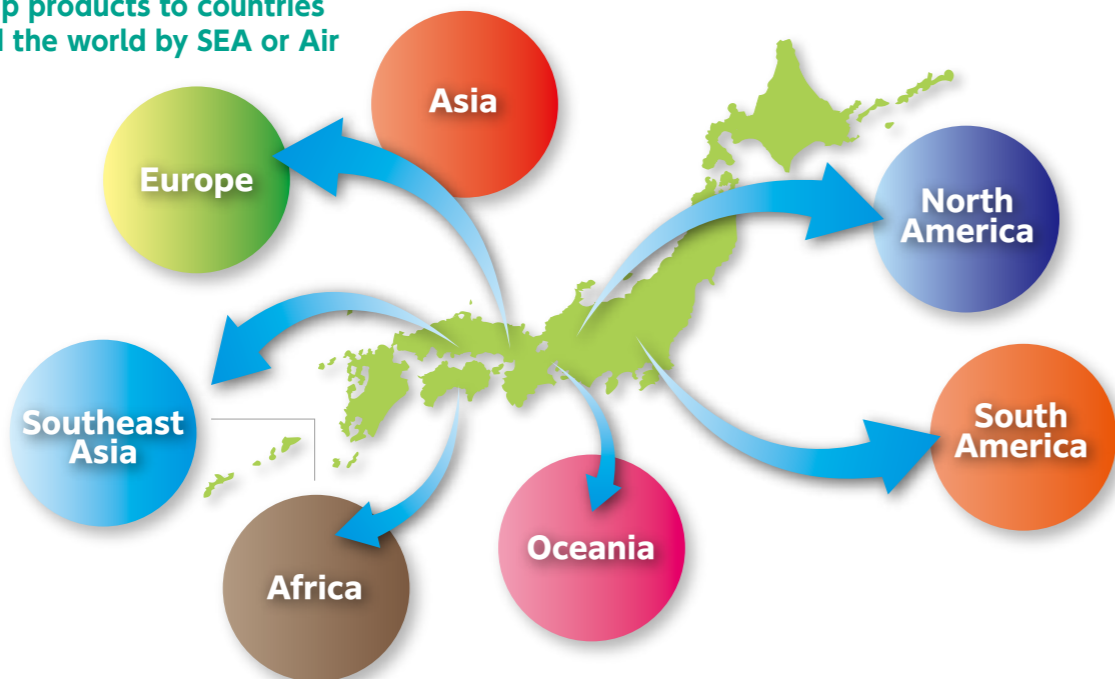 products to countries
the world by SEA or Air
Asia
Europe
North
America
Southeast
Asia
South
America
Oceania
Africa